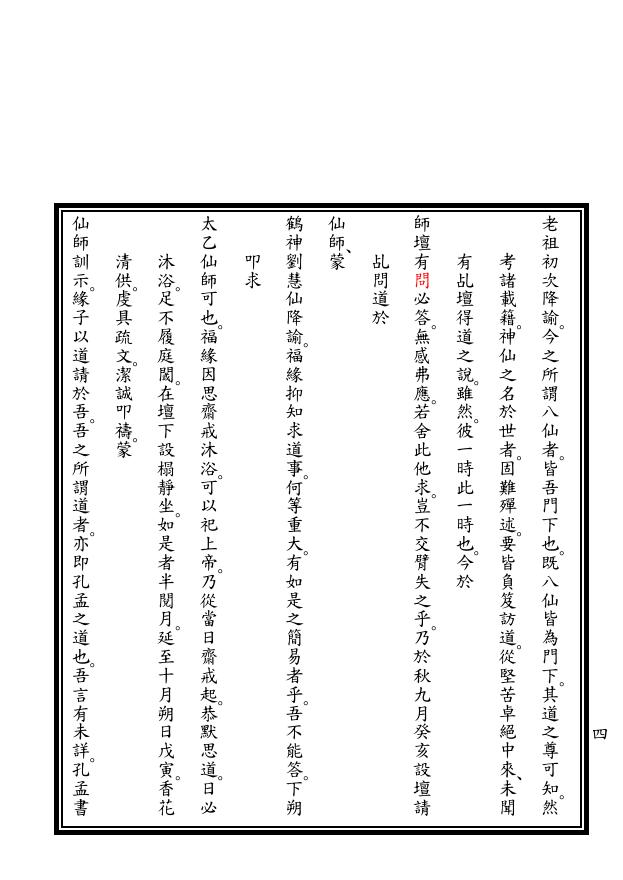 老祖初次降諭。今之所謂八仙者。皆吾門下也。既八仙皆為門下。其道之尊可知。然
考諸載籍。神仙之名於世者。固難殫述。要皆負笈訪道。從堅苦卓絕中來、未聞
有乩壇得道之說。雖然。彼一時此一時也。今於
師壇有問必答。無感弗應。若舍此他求。豈不交臂失之乎。乃於秋九月癸亥設壇請
乩問道於
仙師、蒙
鶴神劉慧仙降諭。福緣抑知求道事。何等重大。有如是之簡易者乎。吾不能答。下朔
叩求
太乙仙師可也。福緣因思齋戒沐浴。可以祀上帝。乃從當日齋戒起。恭默思道。日必
沐浴。足不履庭閾。在壇下設榻靜坐。如是者半閱月。延至十月朔日戊寅。香花
清供。虔具疏文。潔誠叩禱。蒙
仙師訓示。緣子以道請於吾。吾之所謂道者。亦即孔孟之道也。吾言有未詳。孔孟書
四